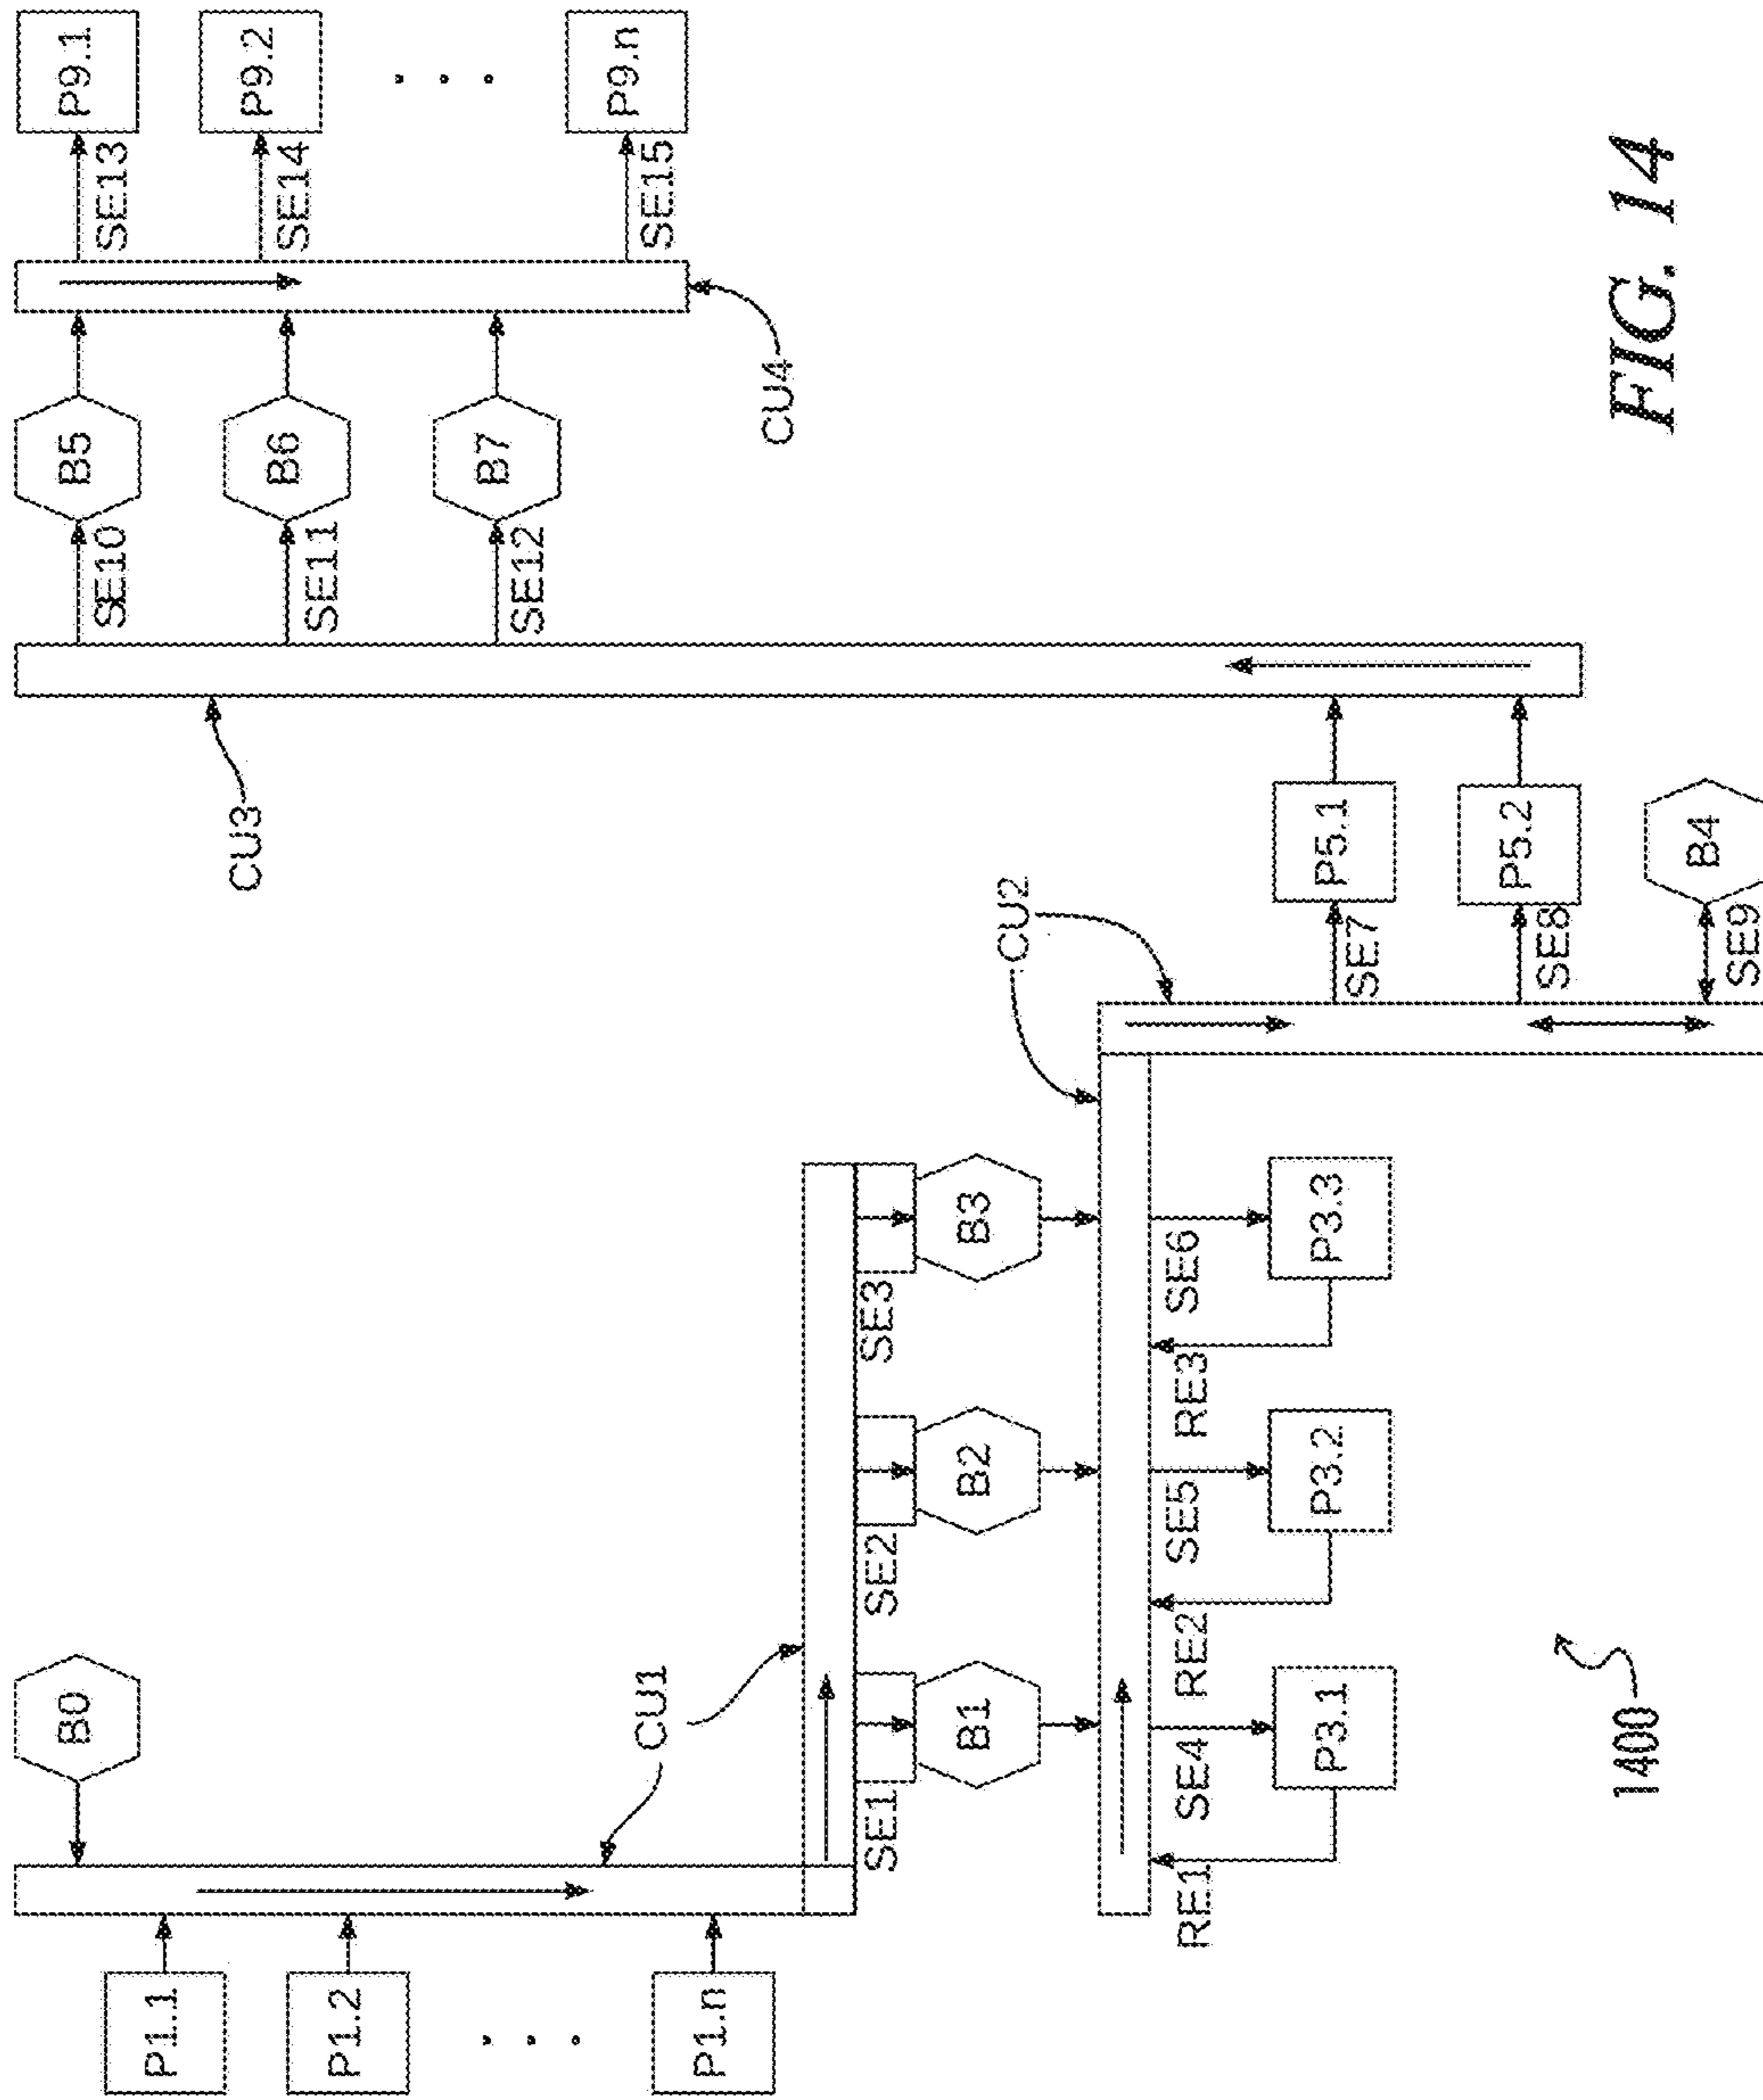 P1.1
P1.2
. . .
P1.n
B0
CU1
SE1
SE2
SE3
B1
B2
B3
CU2
RE1
SE4
RE2
SE5
RE3
SE6
P3.1
P3.2
P3.3
SE7
SE8
SE9
P5.1
P5.2
B4
CU3
SE10
SE11
SE12
B5
B6
B7
CU4
SE13
SE14
SE15
P9.1
P9.2
. . .
P9.n
1400
FIG. 14